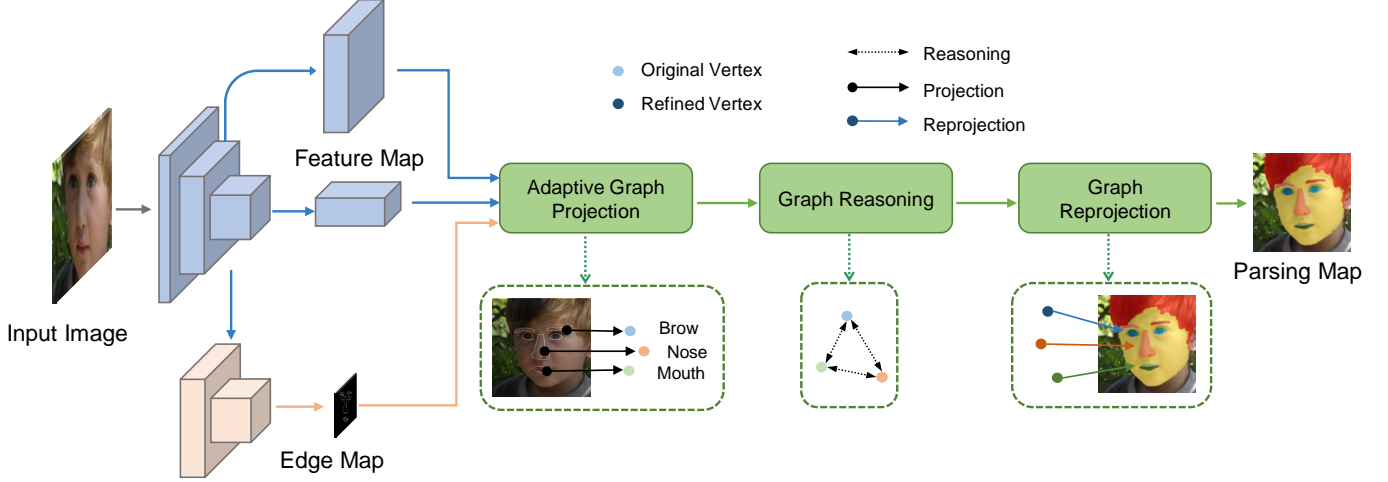 Reasoning
Original Vertex
Projection
Refined Vertex
Reprojection
Feature Map
Adaptive Graph
Projection
Graph Reasoning
Graph
Reprojection
Parsing Map
Input Image
Brow
Nose
Mouth
Edge Map